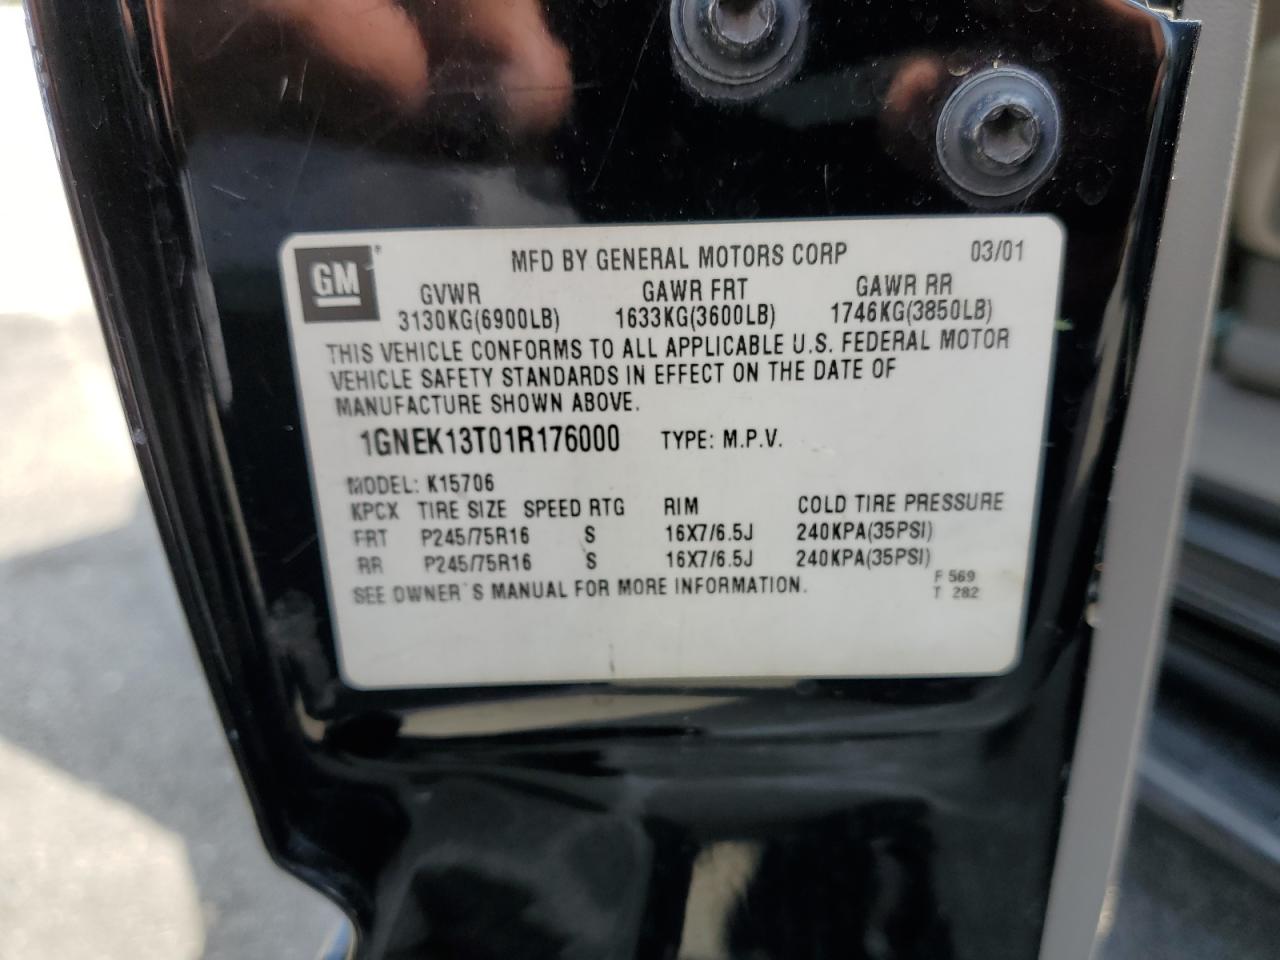 GM®
MFD BY GENERAL MOTORS CORP 03/01
GVWR GAWR FRT GAWR RR
3130KG(6900LB) 1633KG(3600LB) 1746KG(3850LB)
THIS VEHICLE CONFORMS TO ALL APPLICABLE U.S. FEDERAL MOTOR
VEHICLE SAFETY STANDARDS IN EFFECT ON THE DATE OF
MANUFACTURE SHOWN ABOVE.
1GNEK13T01R176000 TYPE: M.P.V.
MODEL: K15706
KPCX TIRE SIZE SPEED RTG RIM COLD TIRE PRESSURE
FRT P245/75R16 S 16X7/6.5J 240KPA(35PSI)
RR P245/75R16 S 16X7/6.5J 240KPA(35PSI)
SEE OWNER'S MANUAL FOR MORE INFORMATION.
F 569
T 282